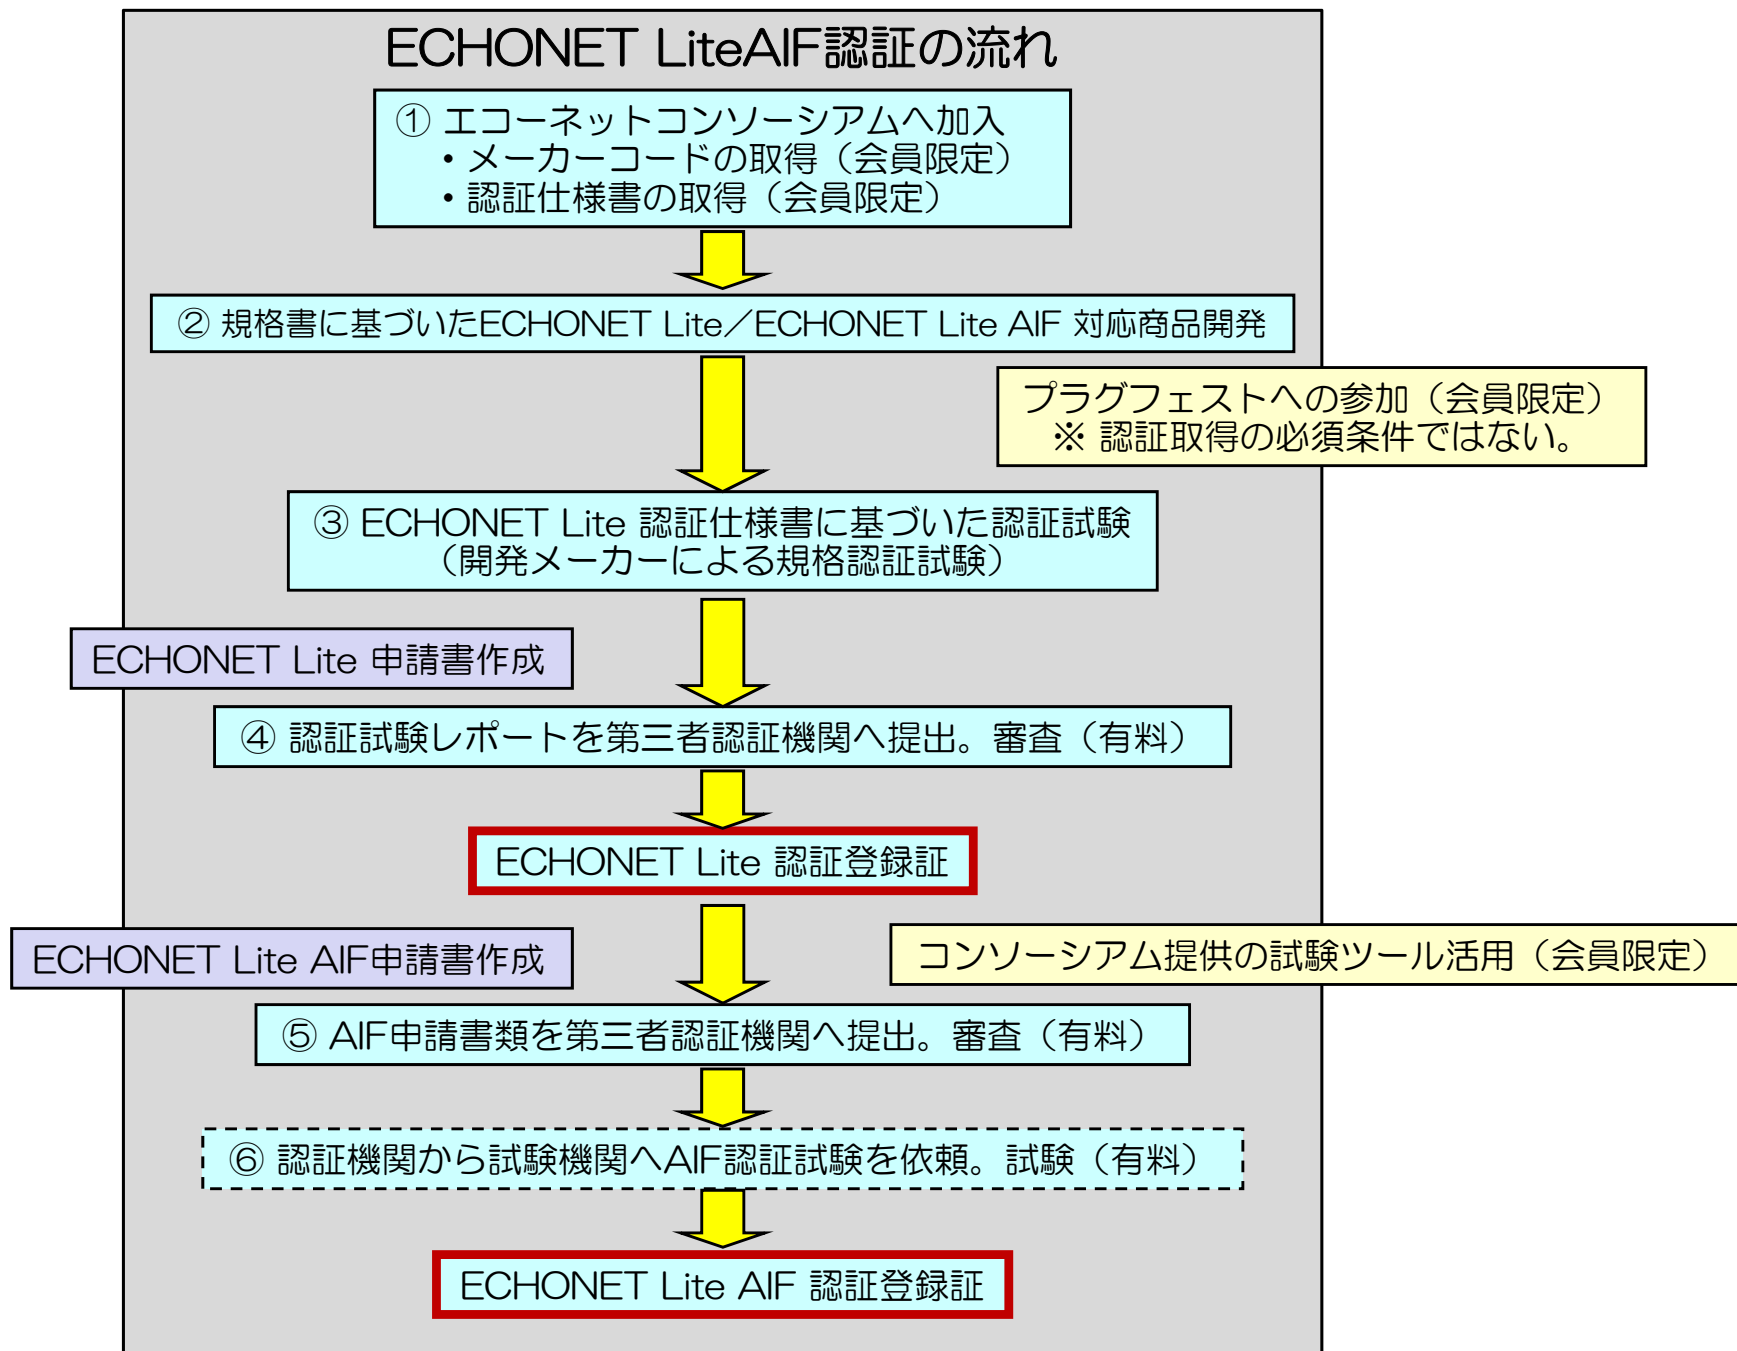 ECHONET LiteAIF認証の流れ
① エコーネットコンソーシアムへ加入
・メーカーコードの取得（会員限定）
・認証仕様書の取得（会員限定）
② 規格書に基づいたECHONET Lite／ECHONET Lite AIF 対応商品開発
プラグフェストへの参加（会員限定）
※ 認証取得の必須条件ではない。
③ ECHONET Lite 認証仕様書に基づいた認証試験
（開発メーカーによる規格認証試験）
ECHONET Lite 申請書作成
④ 認証試験レポートを第三者認証機関へ提出。審査（有料）
ECHONET Lite 認証登録証
ECHONET Lite AIF申請書作成
コンソーシアム提供の試験ツール活用（会員限定）
⑤ AIF申請書類を第三者認証機関へ提出。審査（有料）
⑥ 認証機関から試験機関へAIF認証試験を依頼。試験（有料）
ECHONET Lite AIF 認証登録証